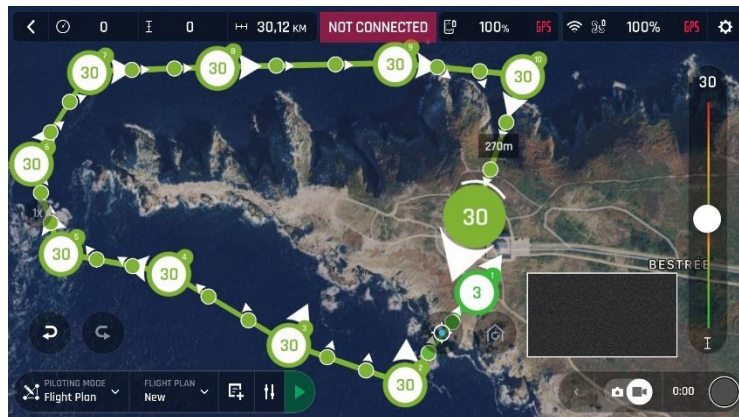 0 0 30,12 КМ NOT CONNECTED 100% GPS 100% GPS
7 8 9 10
30 30 30 30
30
270m
6
30
1x
30
5 4
30 30
BESTRÉE
1
3
3
30
2
30
PILOTING MODE
Flight Plan
FLIGHT PLAN
New
0:00